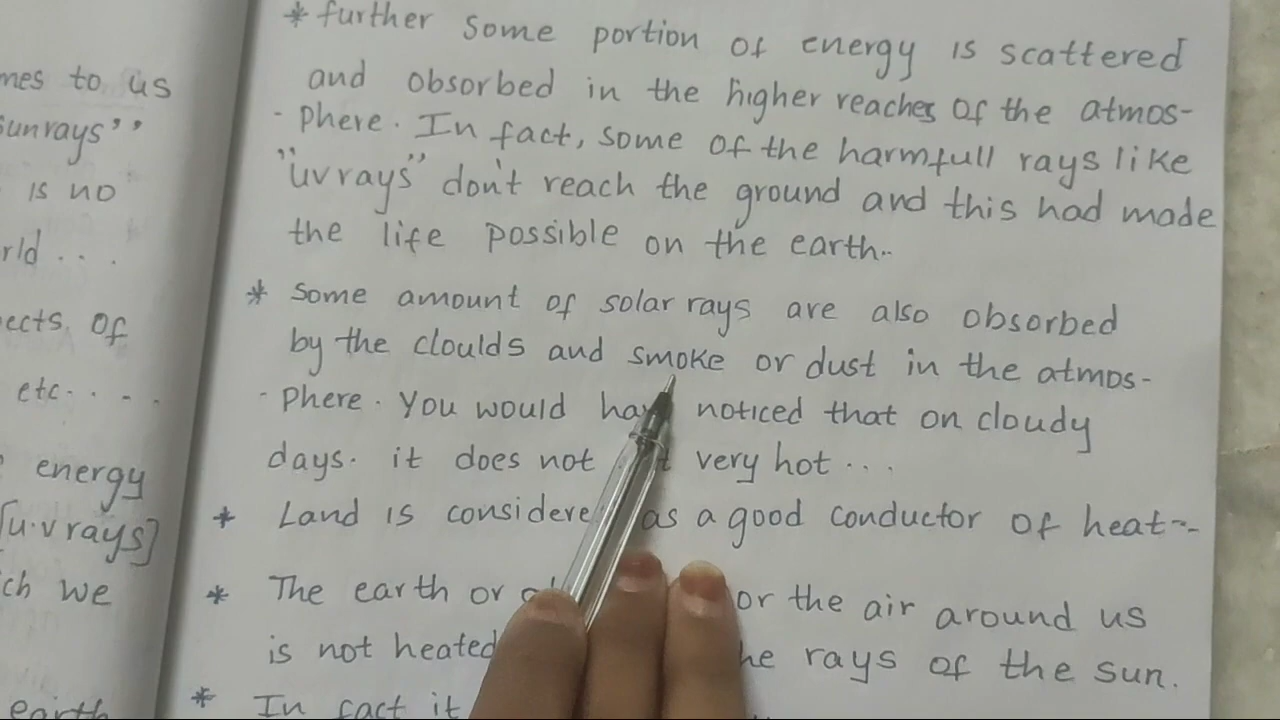 mes to us
sunrays”
is no
rld . . .
ects of
etc. . . .
energy
[u.v rays]
ch we
earth
* further some portion of energy is scattered
and obsorbed in the higher reaches of the atmos-
- phere. In fact, some of the harmfull rays like
"uv rays" don't reach the ground and this had made
the life possible on the earth..
* Some amount of solar rays are also obsorbed
by the cloulds and smoke or dust in the atmos-
- phere. You would hav noticed that on cloudy
days. it does not very hot ...
* Land is considere as a good conductor of heat--
* The earth or or the air around us
is not heated he rays of the sun.
* In fact it